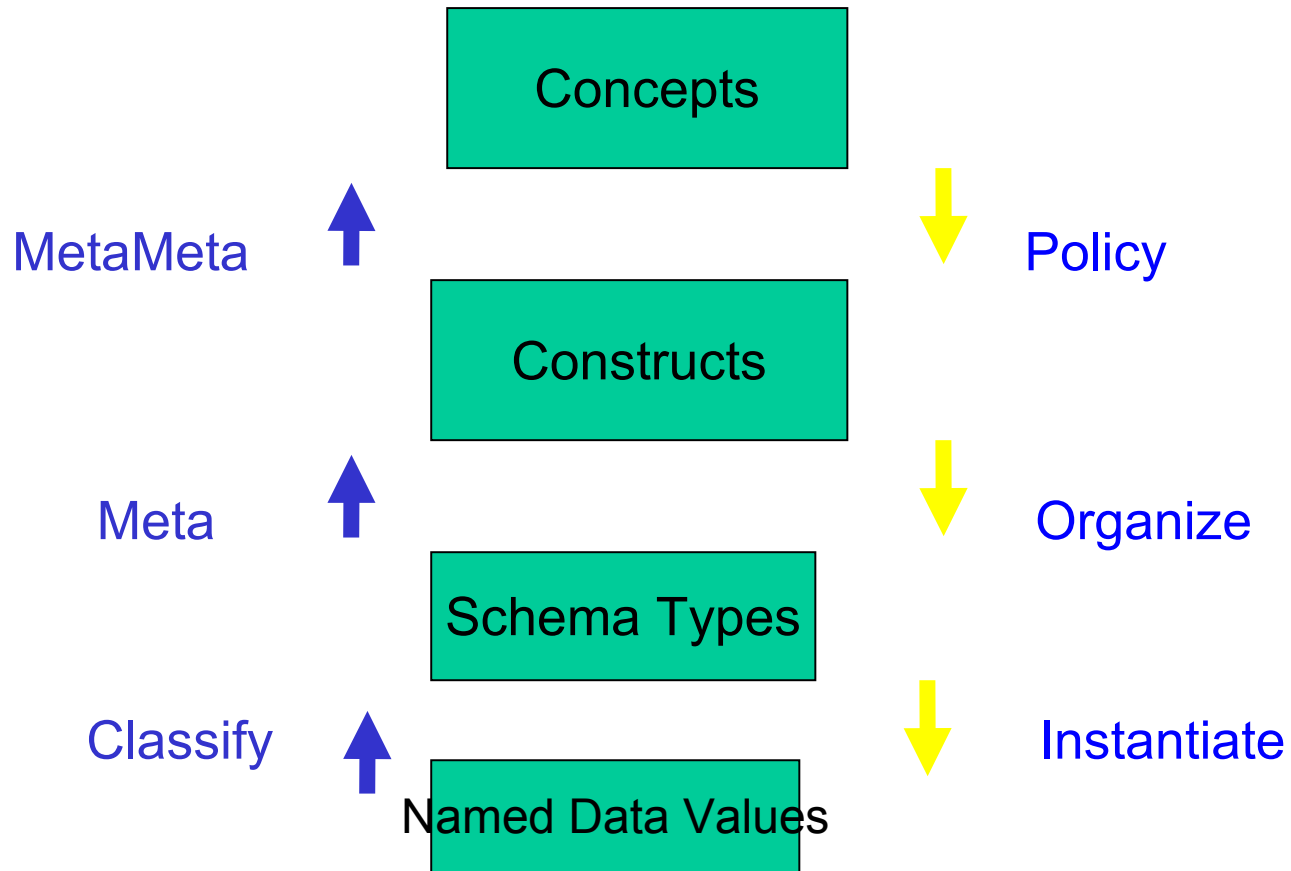 Concepts
MetaMeta
Policy
Constructs
Meta
Organize
Schema Types
Classify
Instantiate
Named Data Values